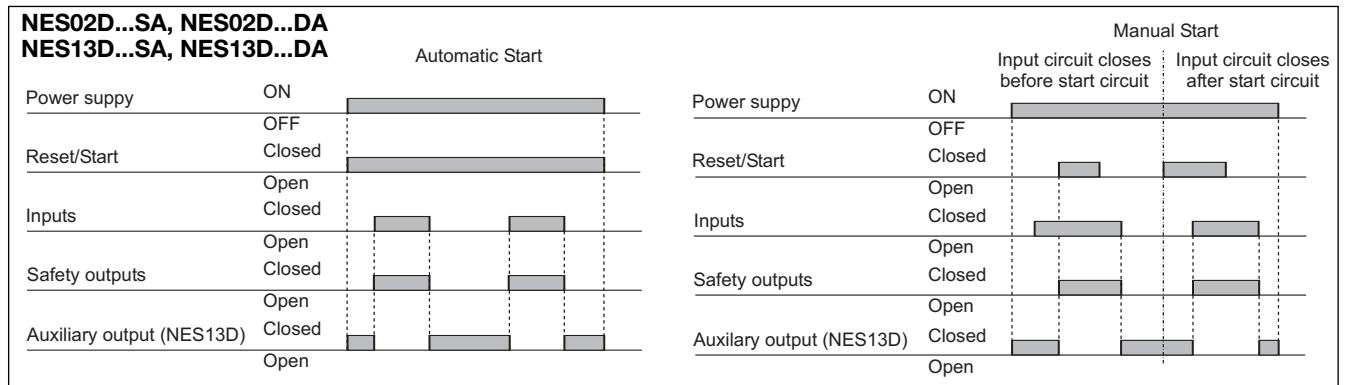 NES02D...SA, NES02D...DA
NES13D...SA, NES13D...DA
Automatic Start
Power suppy
ON
OFF
Reset/Start
Closed
Open
Inputs
Closed
Open
Safety outputs
Closed
Open
Auxiliary output (NES13D)
Closed
Open
Manual Start
Input circuit closes before start circuit
Input circuit closes after start circuit
Power suppy
ON
OFF
Reset/Start
Closed
Open
Inputs
Closed
Open
Safety outputs
Closed
Open
Auxilary output (NES13D)
Closed
Open